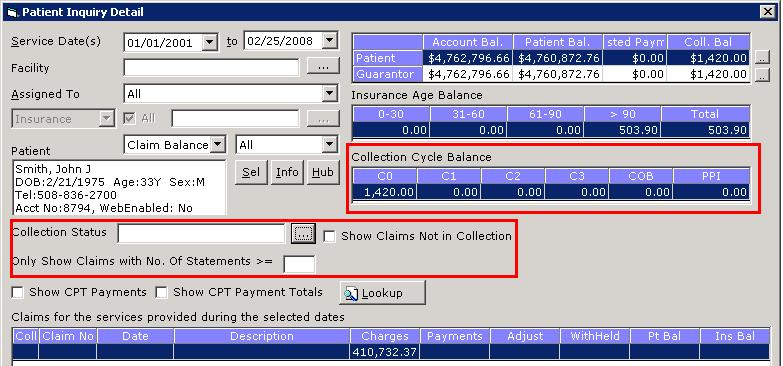 Patient Inquiry Detail
Service Date(s) 01/01/2001 to 02/25/2008
Facility ...
Assigned To All
Insurance All ...
Patient Claim Balance All
Smith, John J
DOB:2/21/1975 Age:33Y Sex:M
Tel:508-836-2700
Acct No:8794, WebEnabled: No
Sel Info Hub
Account Bal. Patient Bal. sted Paym Coll. Bal
Patient $4,762,796.66 $4,760,872.76 $0.00 $1,420.00 ..
Guarantor $4,762,796.66 $4,760,872.76 $0.00 $1,420.00 ..
Insurance Age Balance
0-30 31-60 61-90 > 90 Total
0.00 0.00 0.00 503.90 503.90
Collection Cycle Balance
C0 C1 C2 C3 COB PPI
1,420.00 0.00 0.00 0.00 0.00 0.00
Collection Status ... Show Claims Not in Collection
Only Show Claims with No. Of Statements >=
Show CPT Payments Show CPT Payment Totals Lookup
Claims for the services provided during the selected dates
Coll Claim No Date Description Charges Payments Adjust WithHeld Pt Bal Ins Bal
410,732.37